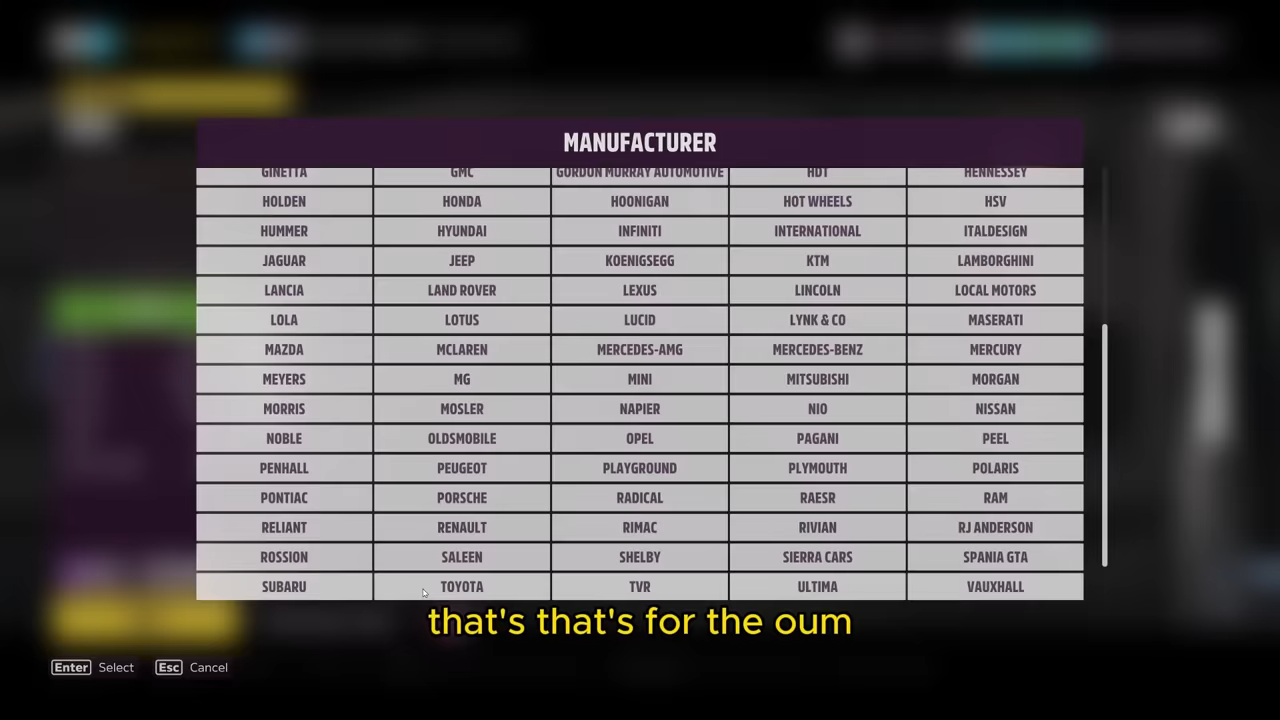 MANUFACTURER
GINETTA GMC GORDON MURRAY AUTOMOTIVE HDT HENNESSEY
HOLDEN HONDA HOONIGAN HOT WHEELS HSV
HUMMER HYUNDAI INFINITI INTERNATIONAL ITALDESIGN
JAGUAR JEEP KOENIGSEGG KTM LAMBORGHINI
LANCIA LAND ROVER LEXUS LINCOLN LOCAL MOTORS
LOLA LOTUS LUCID LYNK & CO MASERATI
MAZDA MCLAREN MERCEDES-AMG MERCEDES-BENZ MERCURY
MEYERS MG MINI MITSUBISHI MORGAN
MORRIS MOSLER NAPIER NIO NISSAN
NOBLE OLDSMOBILE OPEL PAGANI PEEL
PENHALL PEUGEOT PLAYGROUND PLYMOUTH POLARIS
PONTIAC PORSCHE RADICAL RAESR RAM
RELIANT RENAULT RIMAC RIVIAN RJ ANDERSON
ROSSION SALEEN SHELBY SIERRA CARS SPANIA GTA
SUBARU TOYOTA TVR ULTIMA VAUXHALL
that's that's for the oum
Enter Select Esc Cancel